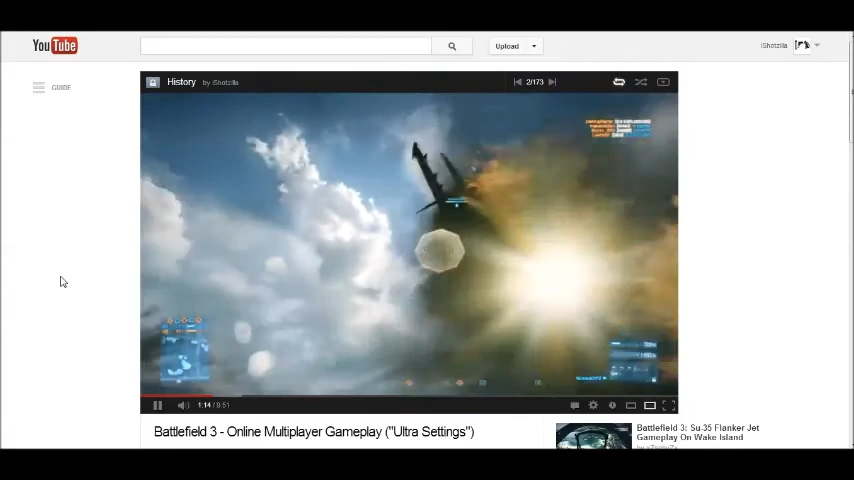 YouTube
Upload
iShotzilla
GUIDE
History by iShotzilla
2/173
1:14 / 9:51
Battlefield 3 - Online Multiplayer Gameplay ("Ultra Settings")
Battlefield 3: Su-35 Flanker Jet
Gameplay On Wake Island